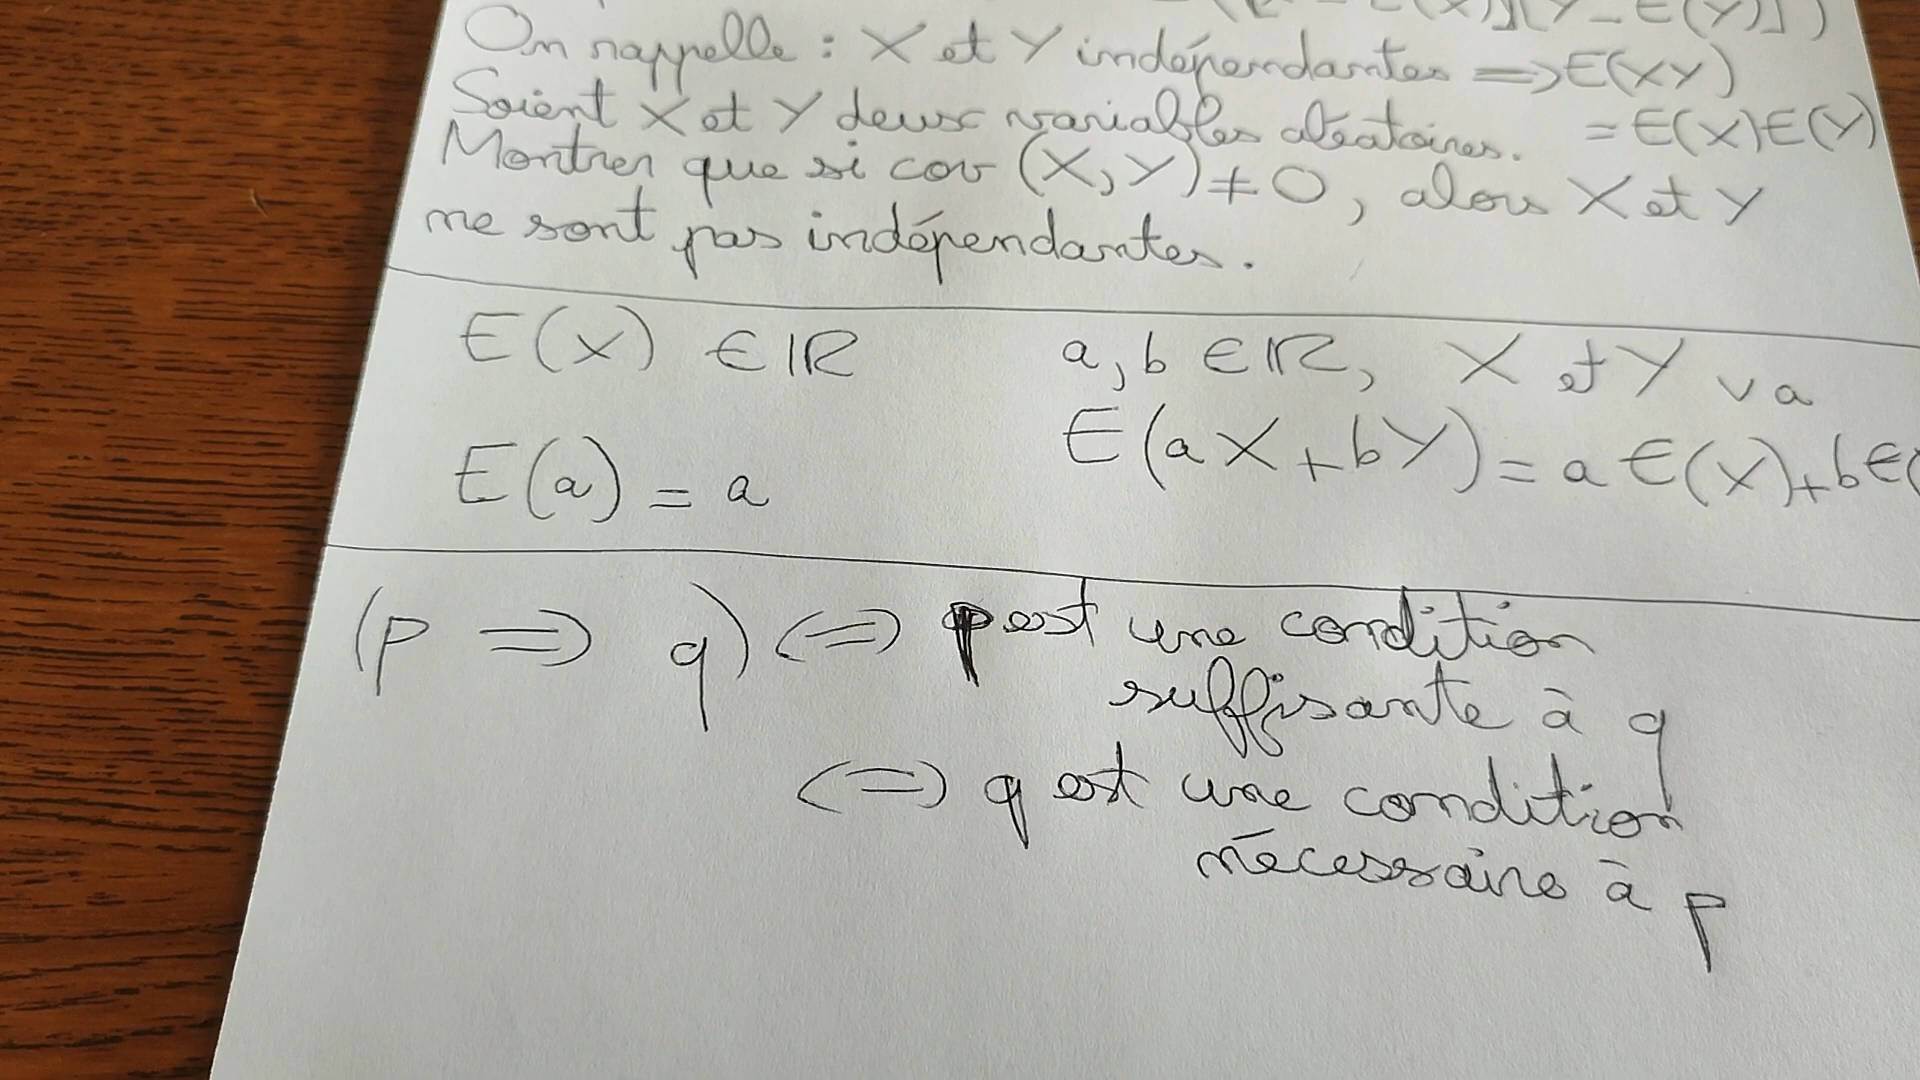 E(X)][Y-E(Y)])
On rappelle : X et Y indépendantes => E(XY)
= E(X)E(Y)
Soient X et Y deux variables aléatoires.
Montrer que si cov (X, Y) ≠ 0, alors X et Y
ne sont pas indépendantes.
E(X) ∈ ℝ
a, b ∈ ℝ, X et Y va
E(a) = a
E(aX+bY) = a E(X)+bE(
(p => q) <=> p est une condition
suffisante à q
<=> q est une condition
nécessaire à p